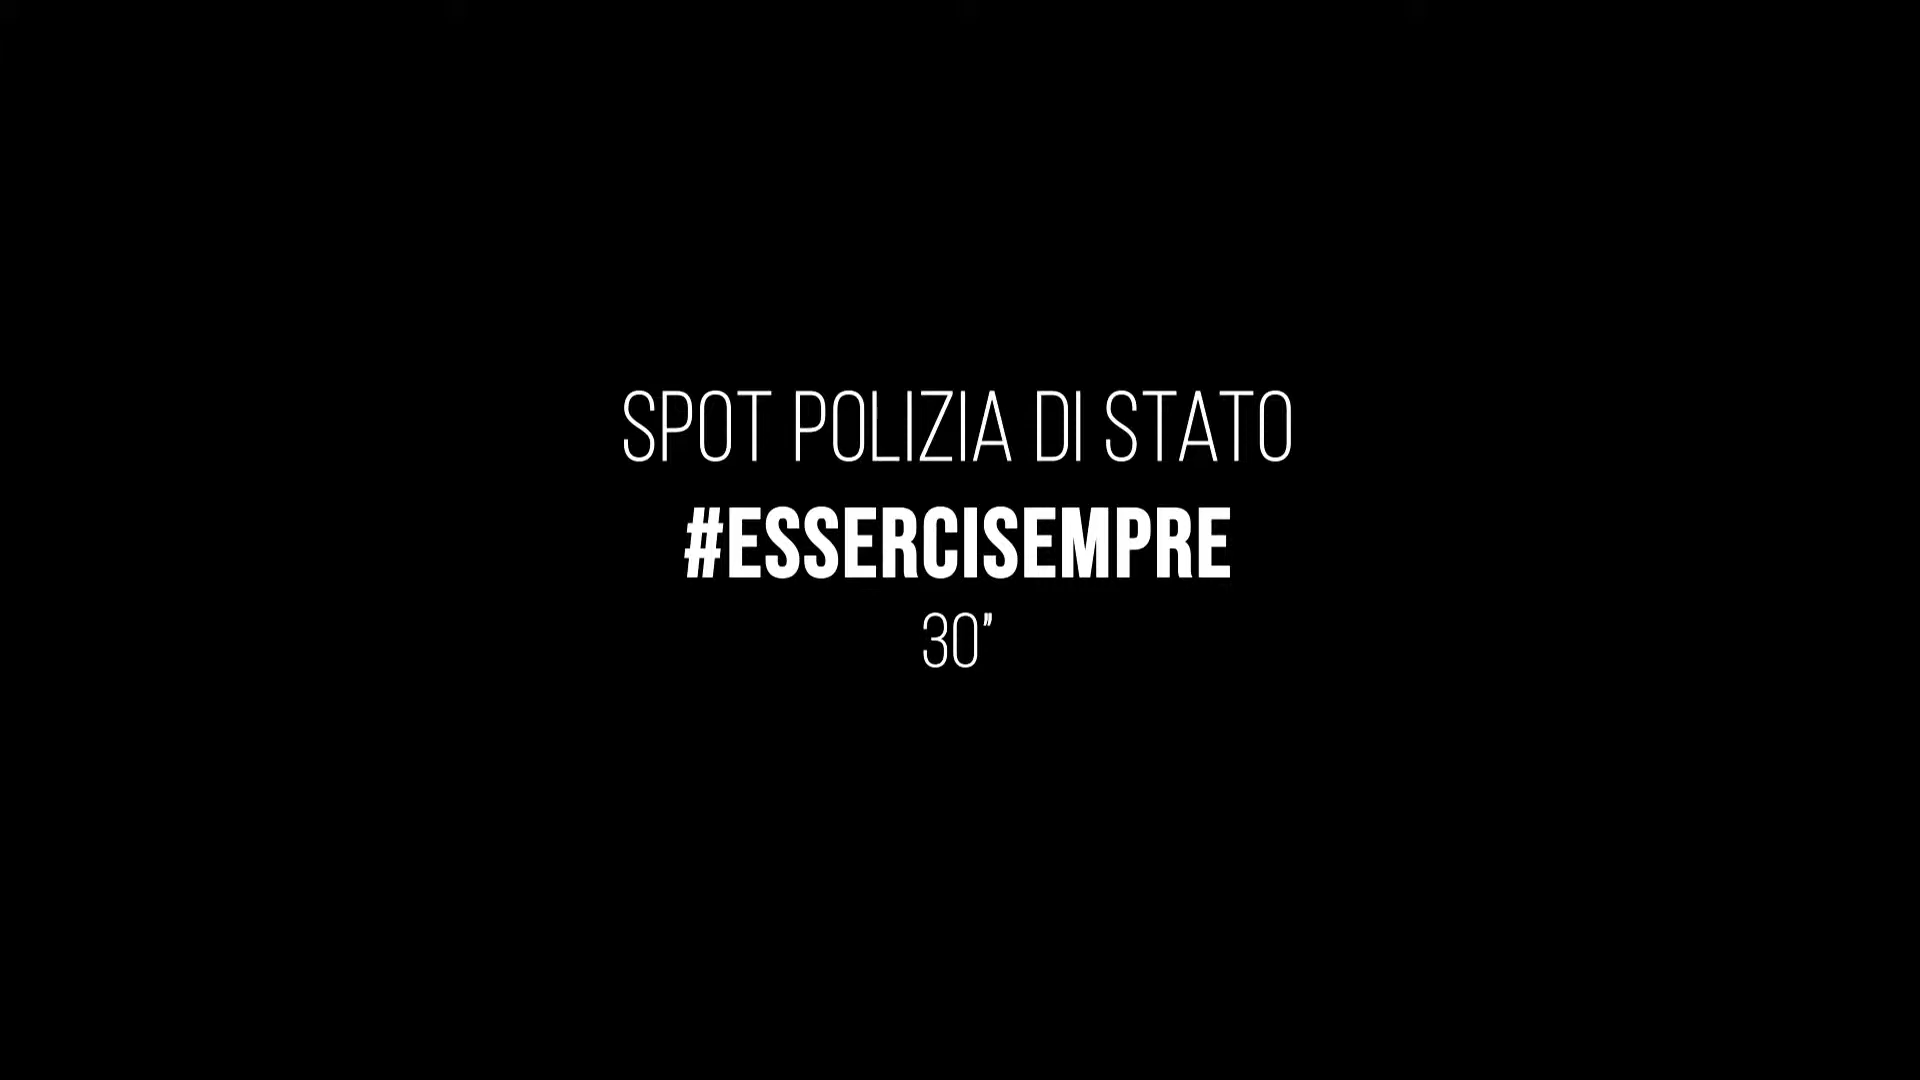 SPOT POLIZIA DI STATO
#ESSERCISEMPRE
30”